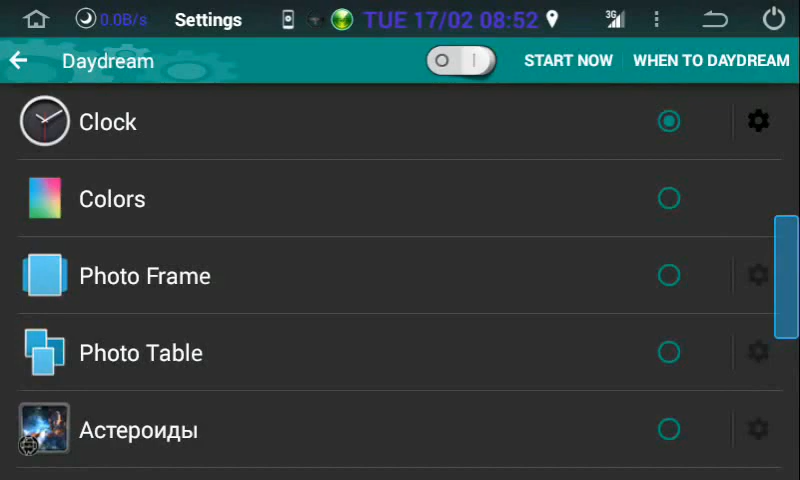 0.0B/s Settings TUE 17/02 08:52 3G
Daydream START NOW WHEN TO DAYDREAM
Clock
Colors
Photo Frame
Photo Table
Астероиды